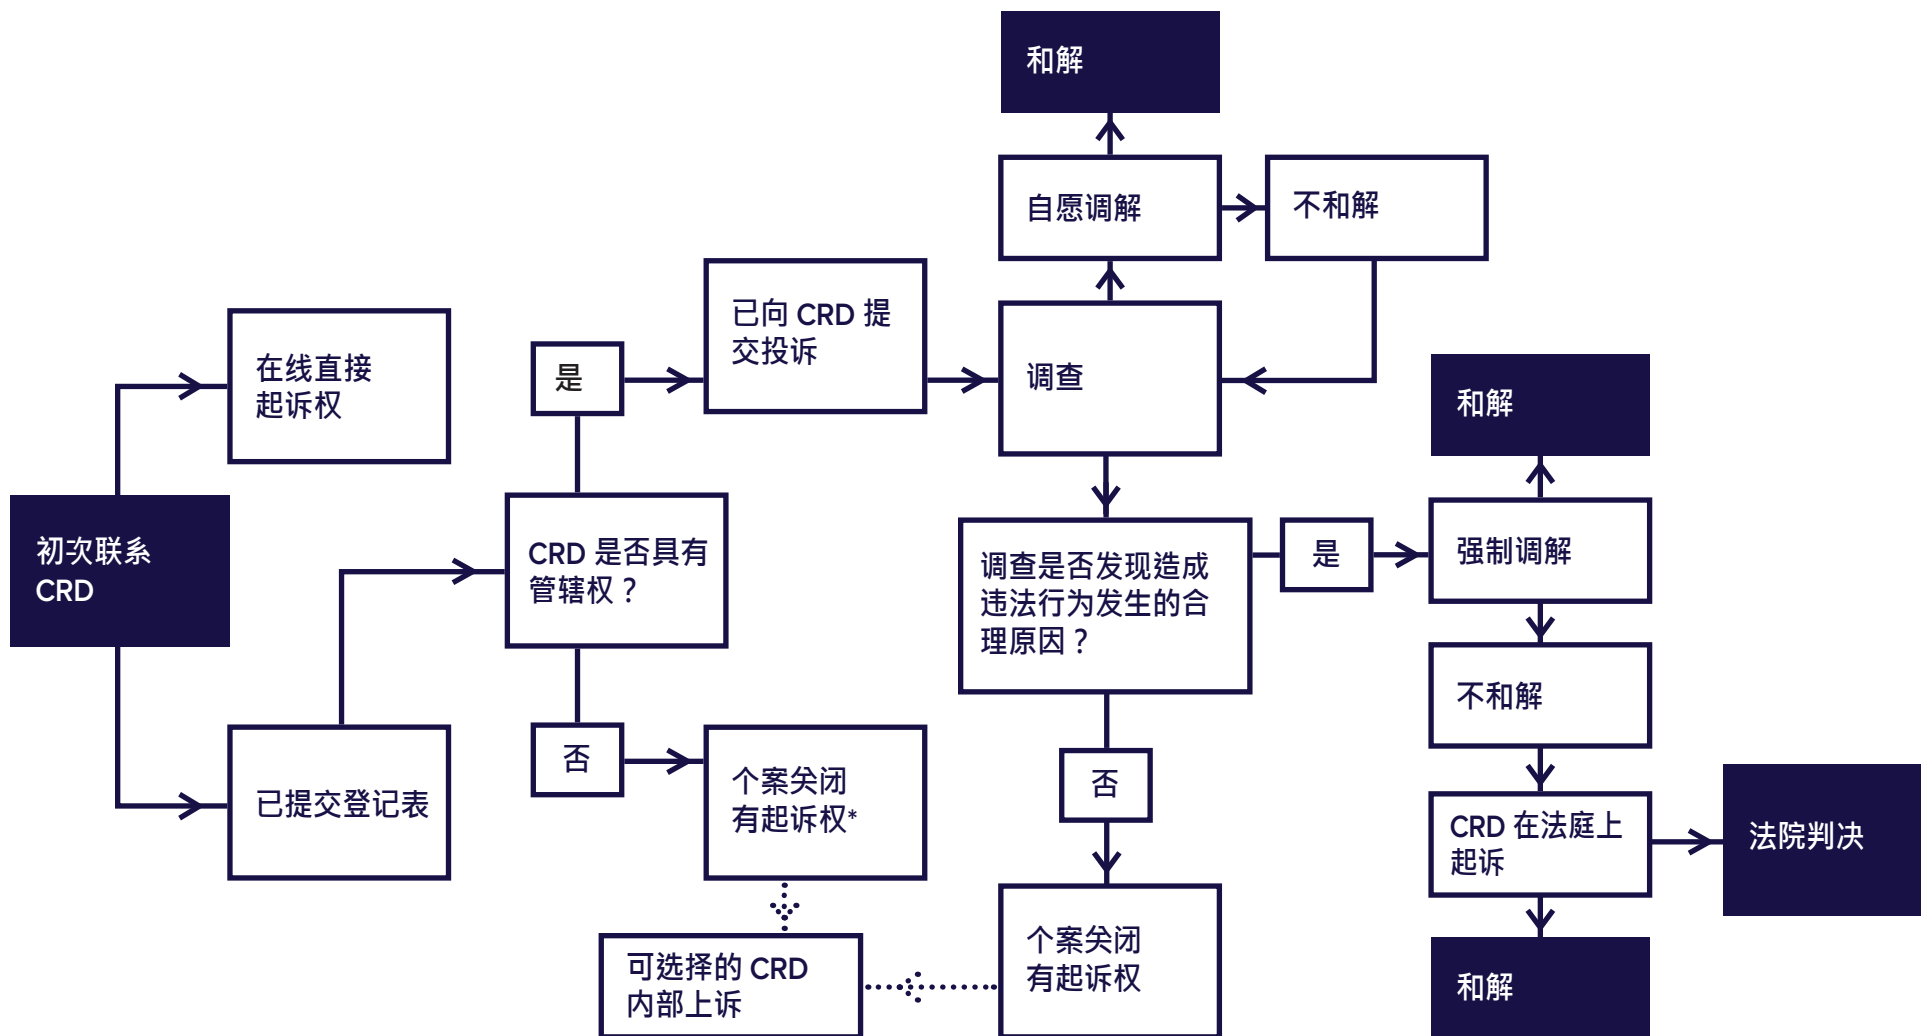 和解
自愿调解
不和解
已向 CRD 提
交投诉
在线直接
起诉权
是
调查
和解
初次联系
CRD
CRD 是否具有
管辖权？
调查是否发现造成
违法行为发生的合
理原因？
是
强制调解
不和解
否
个案关闭
有起诉权*
已提交登记表
否
CRD 在法庭上
起诉
法院判决
可选择的 CRD
内部上诉
个案关闭
有起诉权
和解